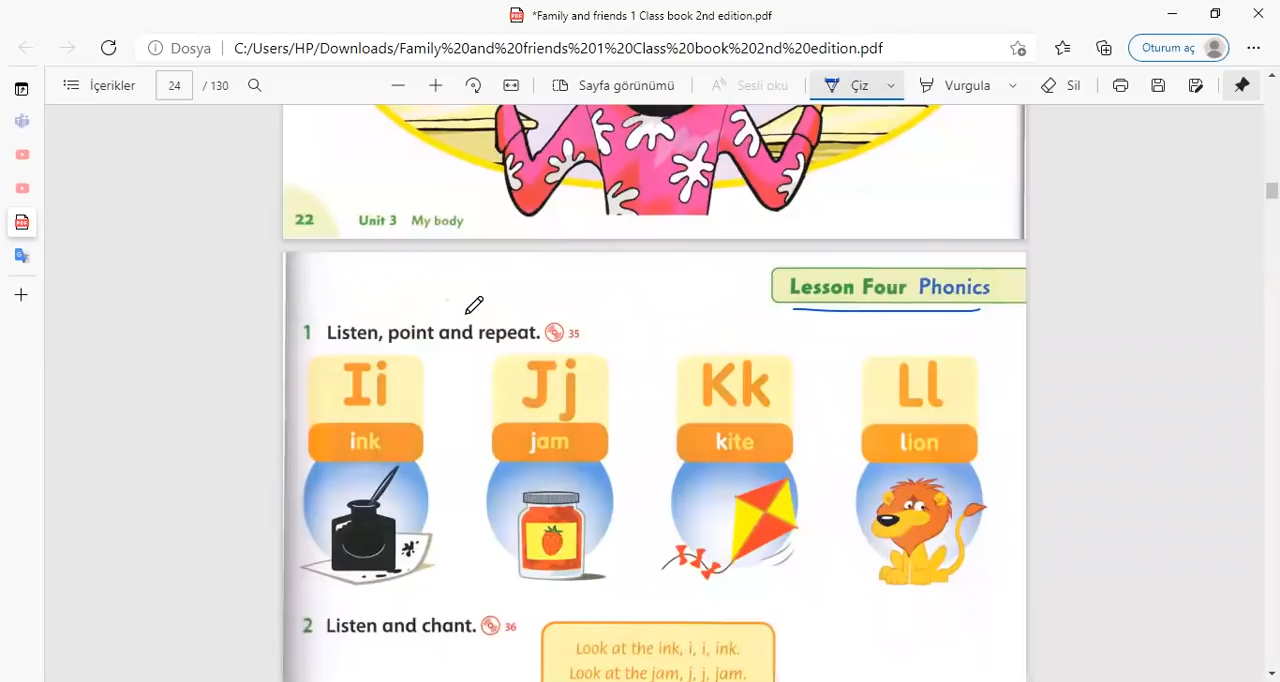 *Family and friends 1 Class book 2nd edition.pdf
Dosya | C:/Users/HP/Downloads/Family%20and%20friends%201%20Class%20book%202nd%20edition.pdf
Oturum aç
İçerikler 24 / 130 Sayfa görünümü Sesli oku Çiz Vurgula Sil
22 Unit 3 My body
Lesson Four Phonics
1 Listen, point and repeat. 35
Ii Jj Kk Ll
ink jam kite lion
2 Listen and chant. 36
Look at the ink, i, i, ink.
Look at the jam, j, j, jam.